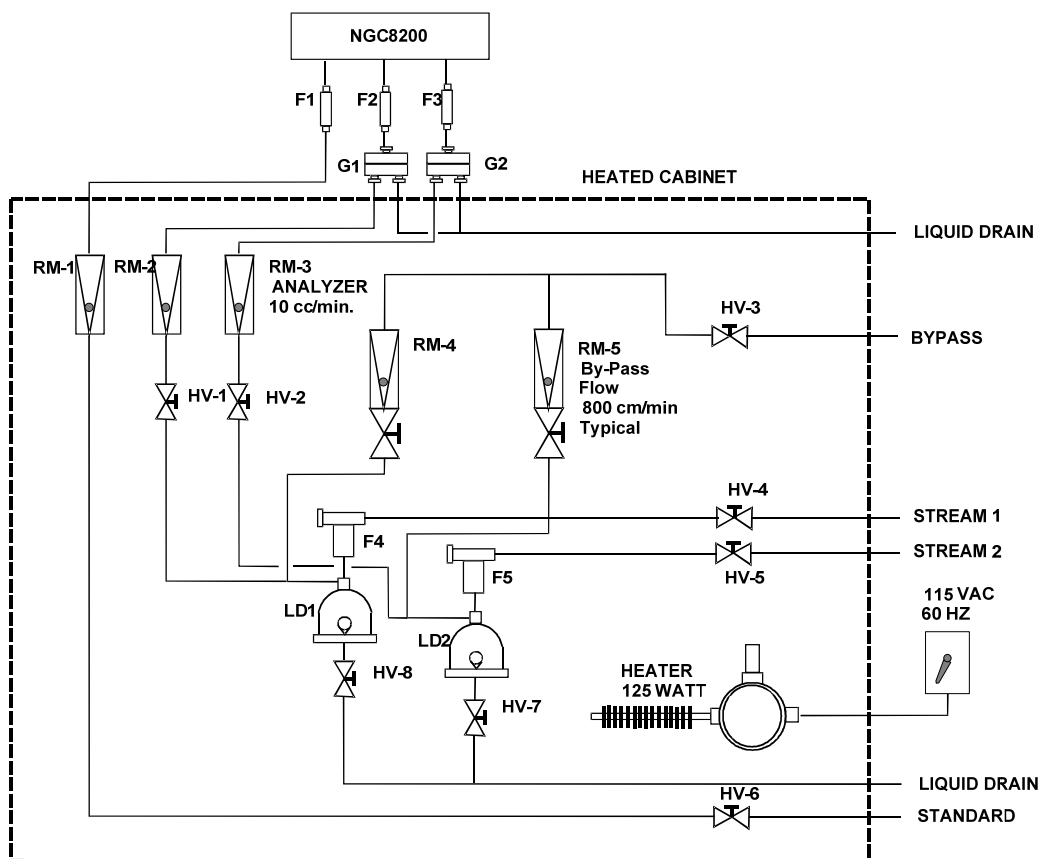 NGC8200
F1
F2
F3
G1
G2
HEATED CABINET
LIQUID DRAIN
RM-1
RM-2
RM-3
ANALYZER
10 cc/min.
HV-3
BYPASS
RM-4
RM-5
By-Pass
Flow
800 cm/min
Typical
HV-1
HV-2
HV-4
STREAM 1
F4
STREAM 2
F5
HV-5
115 VAC
60 HZ
LD1
LD2
HV-8
HEATER
125 WATT
HV-7
LIQUID DRAIN
HV-6
STANDARD